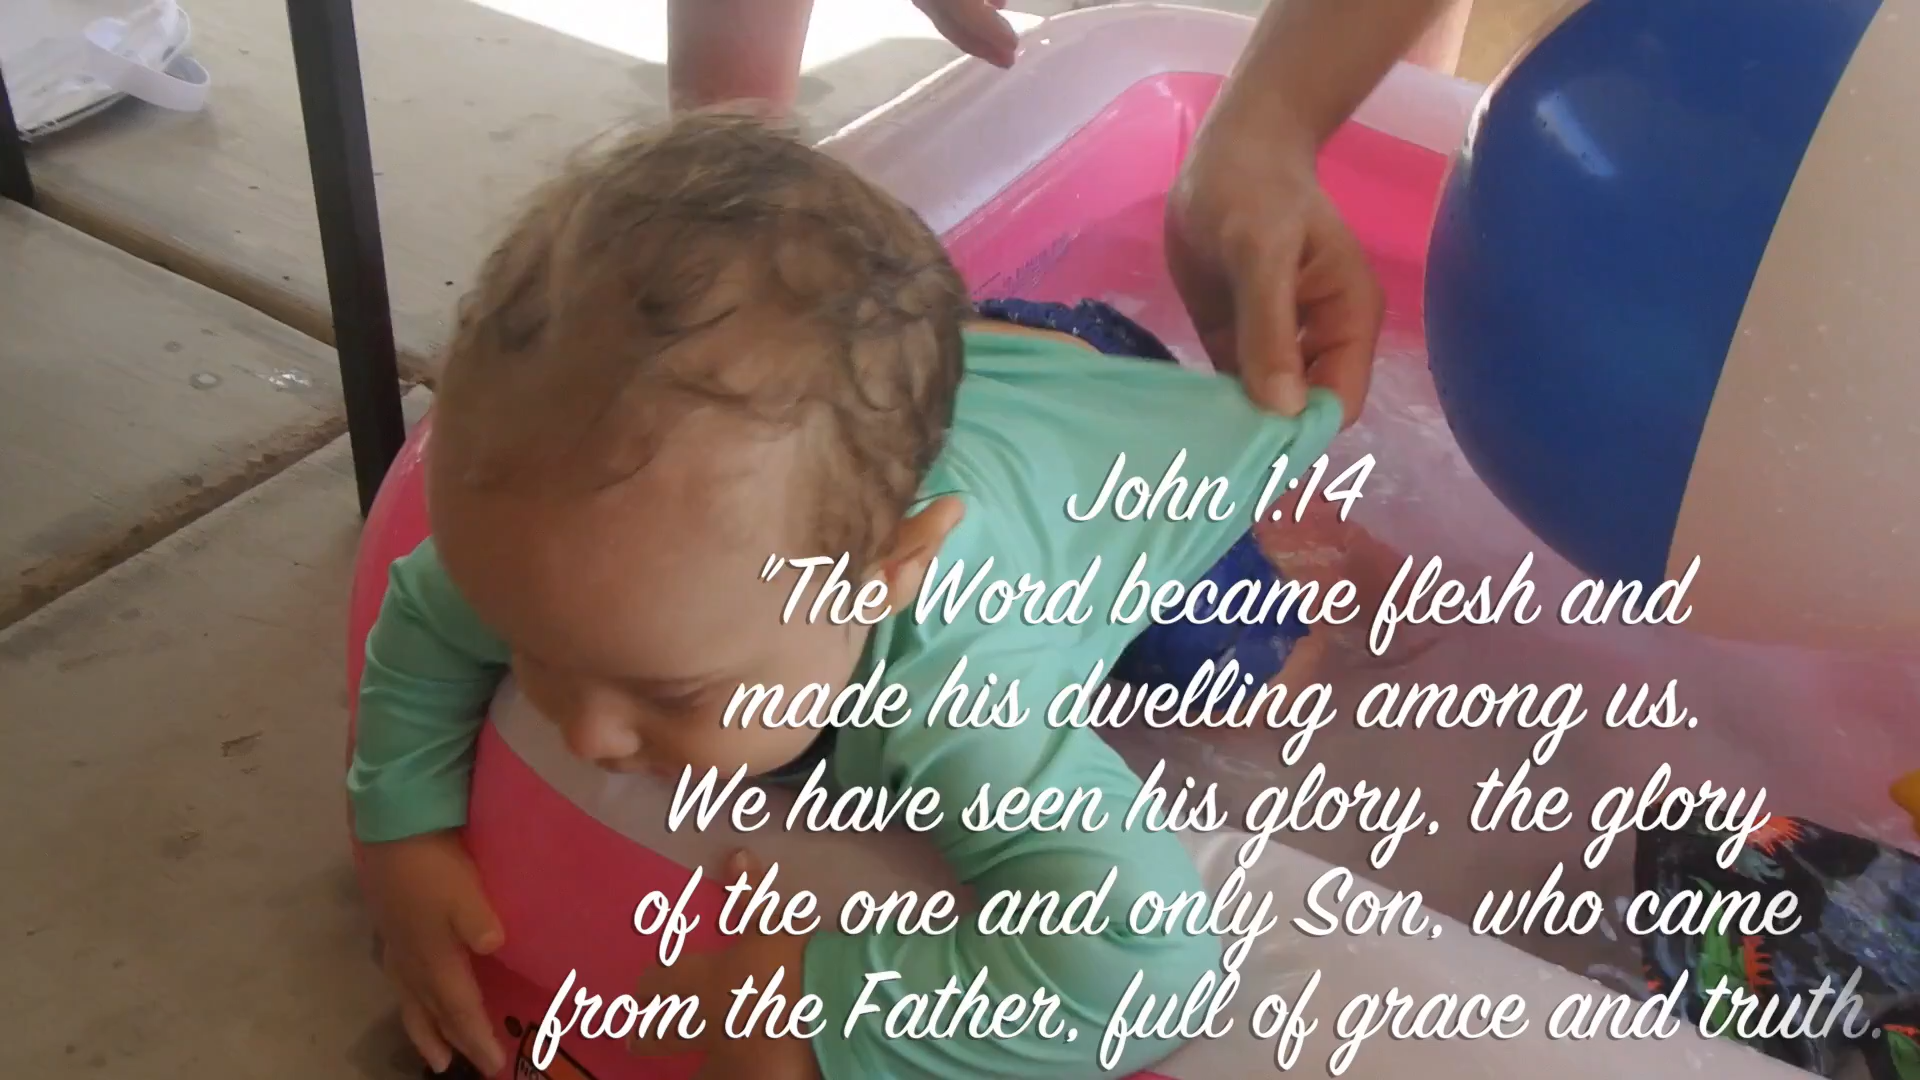 John 1:14
"The Word became flesh and
made his dwelling among us.
We have seen his glory, the glory
of the one and only Son, who came
from the Father, full of grace and truth.